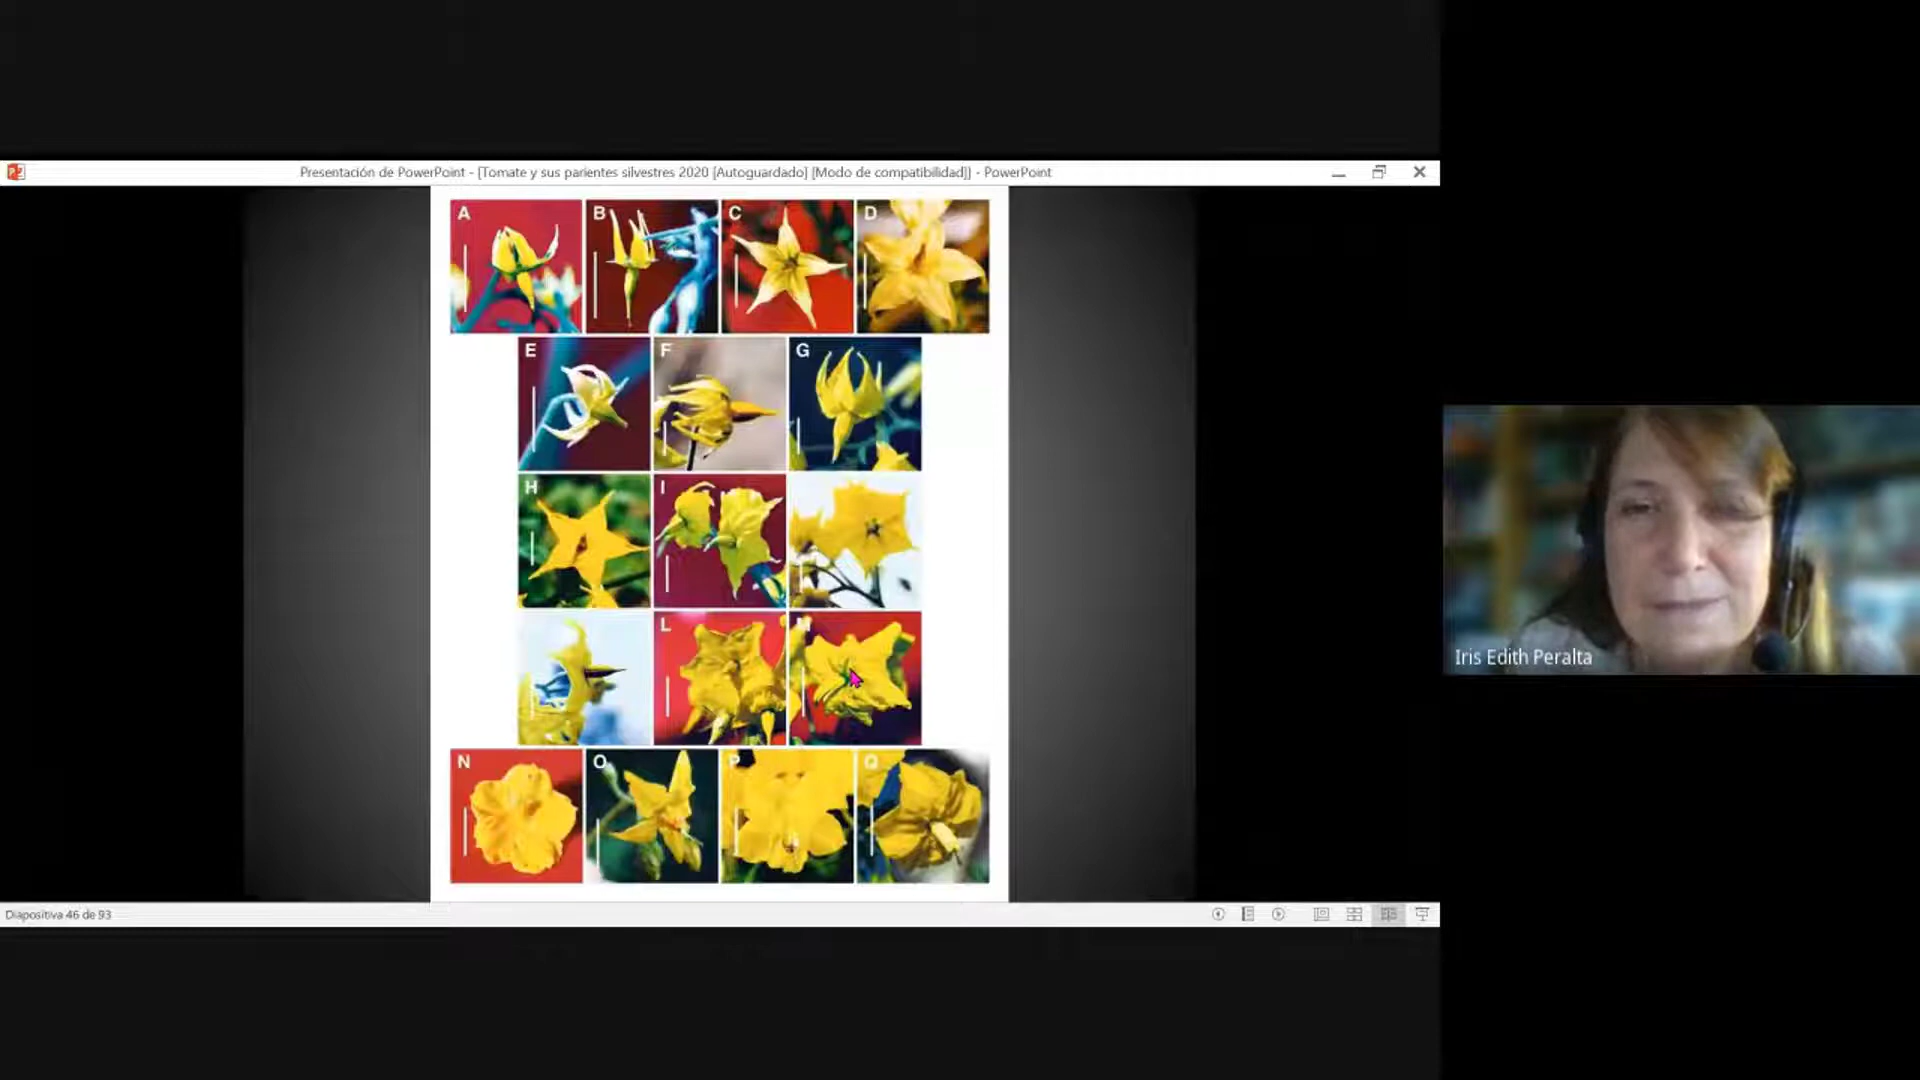 Presentación de PowerPoint - [Tomate y sus parientes silvestres 2020 [Autoguardado] [Modo de compatibilidad]] - PowerPoint
A B C D
E F G
H I
L M
N O P Q
Iris Edith Peralta
Diapositiva 46 de 93